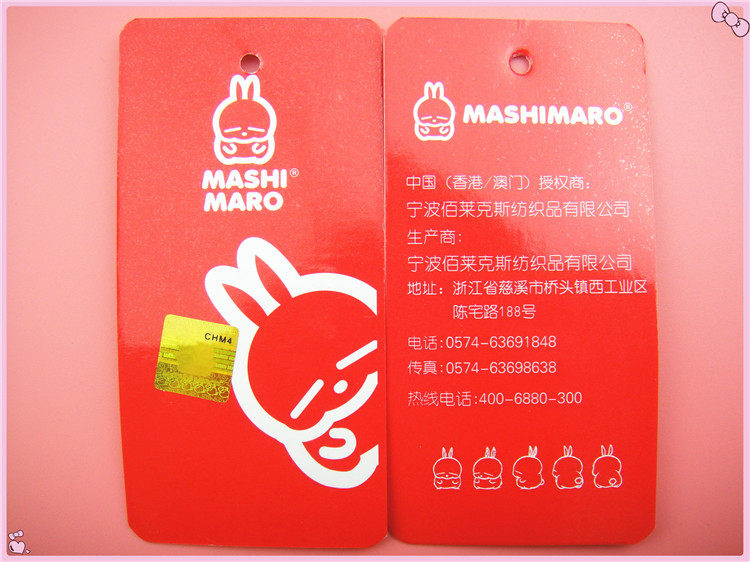 MASHI®
MARO
CHM4
MASHIMARO®
中国（香港/澳门）授权商：
宁波佰莱克斯纺织品有限公司
生产商：
宁波佰莱克斯纺织品有限公司
地址：浙江省慈溪市桥头镇西工业区
陈宅路188号
电话:0574-63691848
传真:0574-63698638
热线电话:400-6880-300